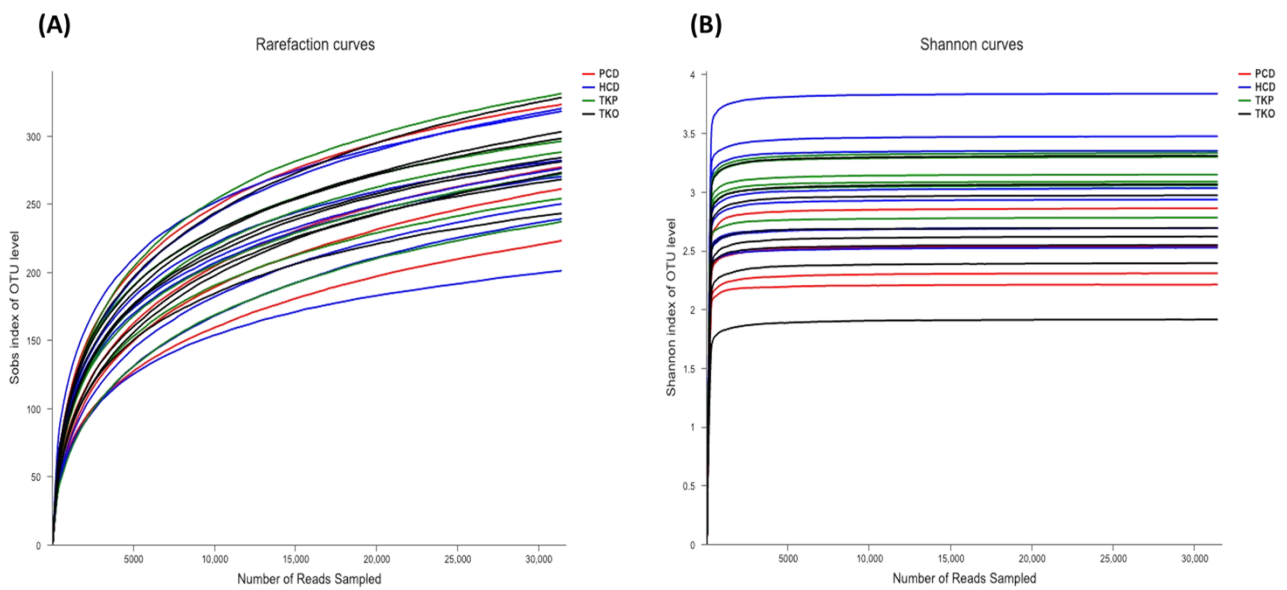 (A)
Rarefaction curves
PCD
HCD
TKP
TKO
Sobs index of OTU level
300
250
200
150
100
50
0
5000
10,000
15,000
20,000
25,000
30,000
Number of Reads Sampled
(B)
Shannon curves
PCD
HCD
TKP
TKO
Shannon index of OTU level
4
3.5
3
2.5
2
1.5
1
0.5
0
5000
10,000
15,000
20,000
25,000
30,000
Number of Reads Sampled